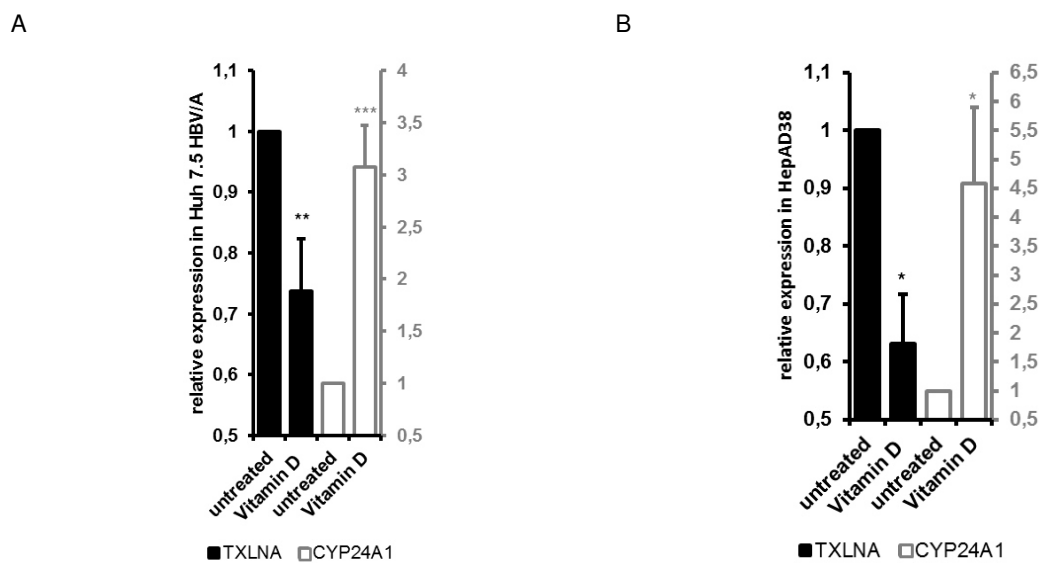 A
B
relative expression in Huh 7.5 HBV/A
1,1
1
0,9
0,8
0,7
0,6
0,5
**
***
4
3,5
3
2,5
2
1,5
1
0,5
untreated
Vitamin D
untreated
Vitamin D
TXLNA CYP24A1
relative expression in HepAD38
1,1
1
0,9
0,8
0,7
0,6
0,5
*
*
6,5
6
5,5
5
4,5
4
3,5
3
2,5
2
1,5
1
0,5
untreated
Vitamin D
untreated
Vitamin D
TXLNA CYP24A1